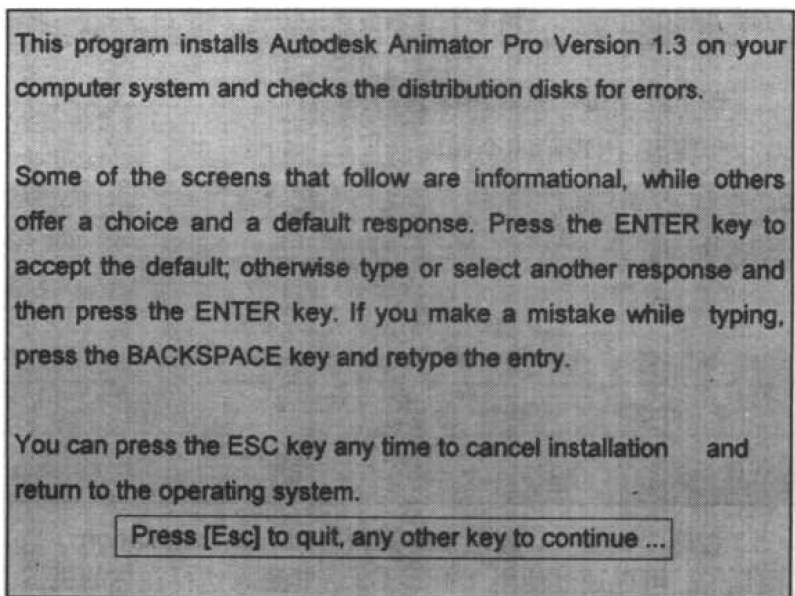 This program installs Autodesk Animator Pro Version 1.3 on your
computer system and checks the distribution disks for errors.
Some of the screens that follow are informational, while others
offer a choice and a default response. Press the ENTER key to
accept the default; otherwise type or select another response and
then press the ENTER key. If you make a mistake while typing,
press the BACKSPACE key and retype the entry.
You can press the ESC key any time to cancel installation and
return to the operating system.
Press [Esc] to quit, any other key to continue ...